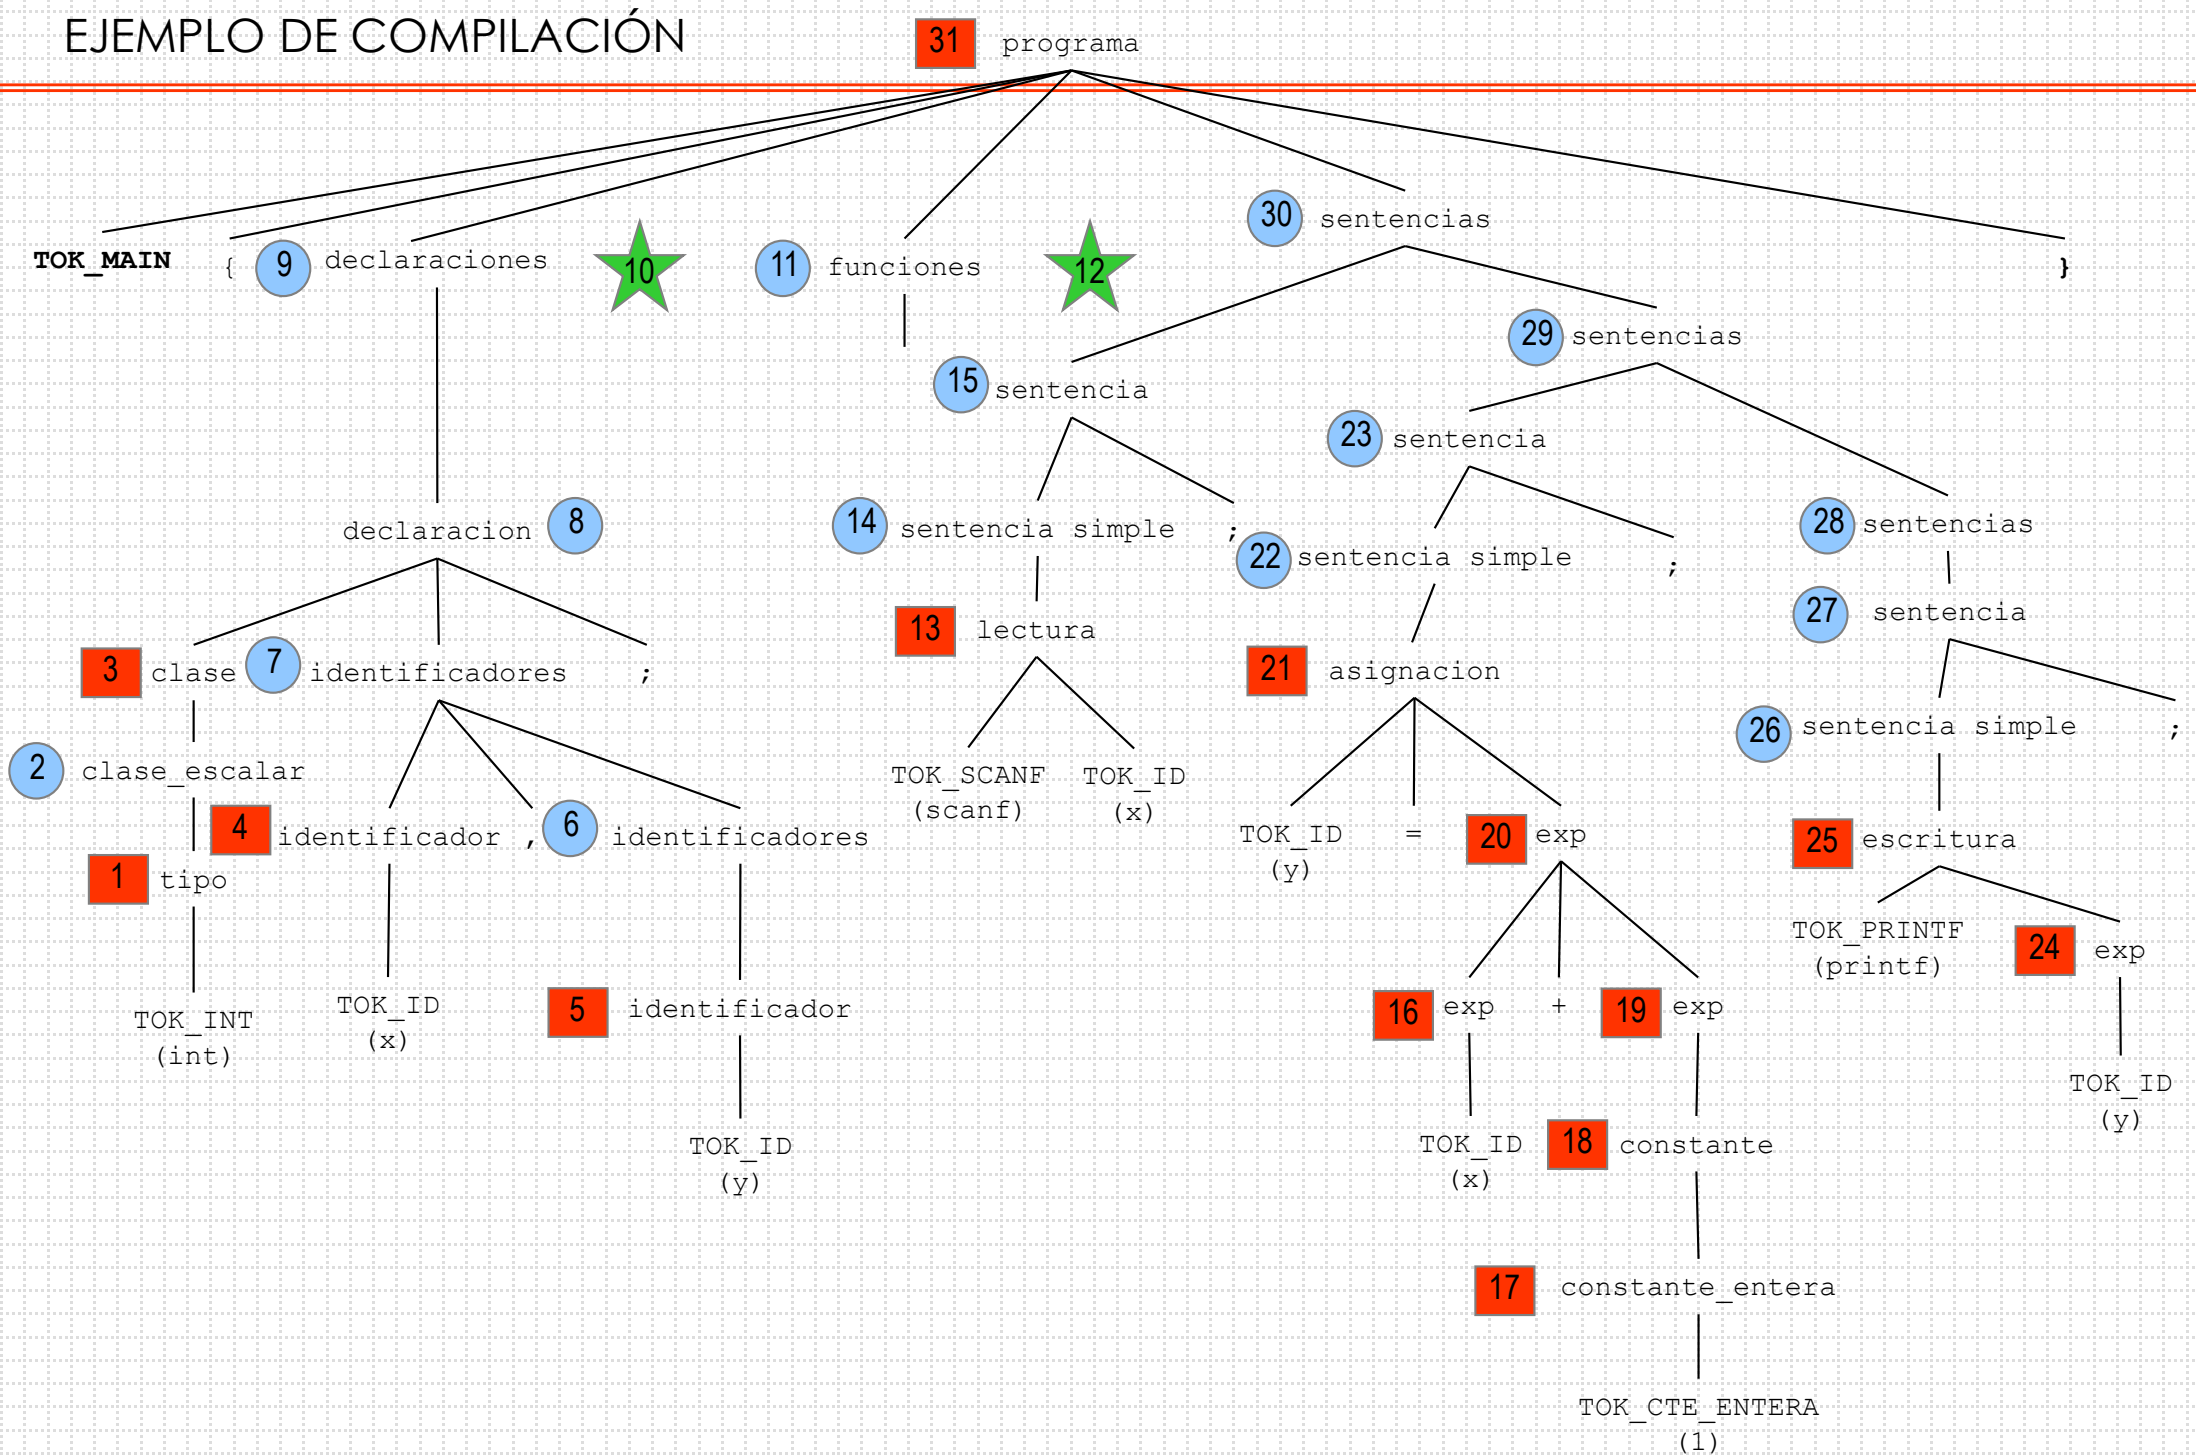 EJEMPLO DE COMPILACIÓN
31 programa
30 sentencias
TOK_MAIN { 9 declaraciones 10 11 funciones 12 }
29 sentencias
15 sentencia
23 sentencia
declaracion 8
14 sentencia simple ;
22 sentencia simple ;
28 sentencias
27 sentencia
13 lectura
3 clase 7 identificadores ;
21 asignacion
26 sentencia simple ;
2 clase_escalar
TOK_SCANF TOK_ID
(scanf) (x)
4 identificador , 6 identificadores
TOK_ID = 20 exp
(y)
25 escritura
1 tipo
TOK_PRINTF
(printf)
24 exp
TOK_INT
(int)
TOK_ID
(x)
5 identificador
16 exp + 19 exp
TOK_ID
(y)
TOK_ID
(y)
TOK_ID
(x)
18 constante
17 constante_entera
TOK_CTE_ENTERA
(1)